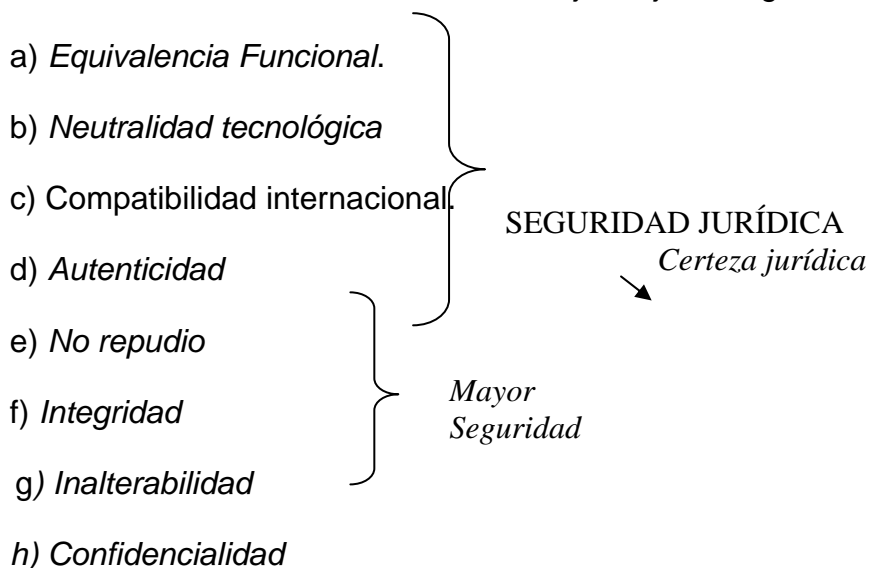 a) Equivalencia Funcional.
b) Neutralidad tecnológica
c) Compatibilidad internacional.
SEGURIDAD JURÍDICA
Certeza jurídica
d) Autenticidad
e) No repudio
Mayor
Seguridad
f) Integridad
g) Inalterabilidad
h) Confidencialidad